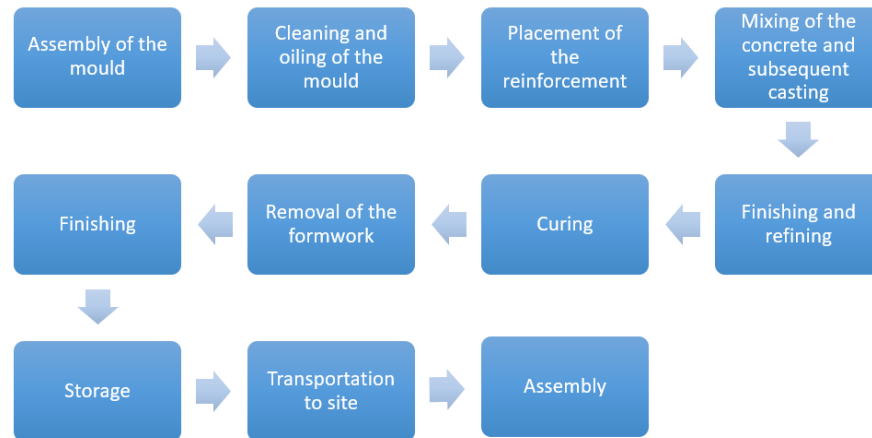 Assembly of the
mould
Cleaning and
oiling of the
mould
Placement of
the
reinforcement
Mixing of the
concrete and
subsequent
casting
Finishing and
refining
Curing
Removal of the
formwork
Finishing
Storage
Transportation
to site
Assembly